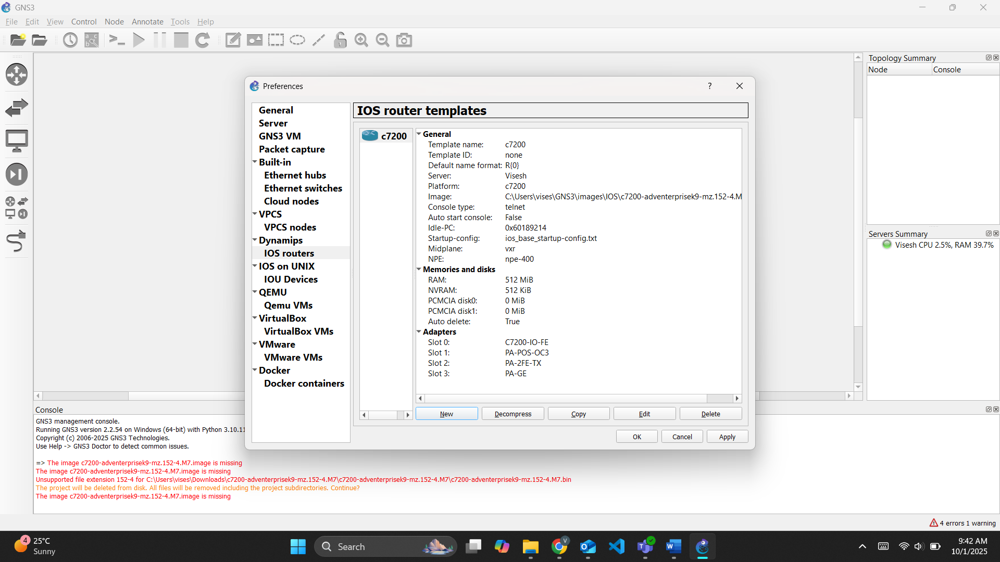 GNS3
File Edit View Control Node Annotate Tools Help
Topology Summary
Node Console
Servers Summary
Visesh CPU 2.5%, RAM 39.7%
Preferences
?
General
Server
GNS3 VM
Packet capture
Built-in
Ethernet hubs
Ethernet switches
Cloud nodes
VPCS
VPCS nodes
Dynamips
IOS routers
IOS on UNIX
IOU Devices
QEMU
Qemu VMs
VirtualBox
VirtualBox VMs
VMware
VMware VMs
Docker
Docker containers
IOS router templates
c7200
General
Template name: c7200
Template ID: none
Default name format: R{0}
Server: Visesh
Platform: c7200
Image: C:\Users\vises\GNS3\images\IOS\c7200-adventerprisek9-mz.152-4.M
Console type: telnet
Auto start console: False
Idle-PC: 0x60189214
Startup-config: ios_base_startup-config.txt
Midplane: vxr
NPE: npe-400
Memories and disks
RAM: 512 MiB
NVRAM: 512 KiB
PCMCIA disk0: 0 MiB
PCMCIA disk1: 0 MiB
Auto delete: True
Adapters
Slot 0: C7200-IO-FE
Slot 1: PA-POS-OC3
Slot 2: PA-2FE-TX
Slot 3: PA-GE
New Decompress Copy Edit Delete
OK Cancel Apply
Console
GNS3 management console.
Running GNS3 version 2.2.54 on Windows (64-bit) with Python 3.10.11
Copyright (c) 2006-2025 GNS3 Technologies.
Use Help -> GNS3 Doctor to detect common issues.
=> The image c7200-adventerprisek9-mz.152-4.M7.image is missing
The image c7200-adventerprisek9-mz.152-4.M7.image is missing
Unsupported file extension 152-4 for C:\Users\vises\Downloads\c7200-adventerprisek9-mz.152-4.M7\c7200-adventerprisek9-mz.152-4.M7\c7200-adventerprisek9-mz.152-4.M7.bin
The project will be deleted from disk. All files will be removed including the project subdirectories. Continue?
The image c7200-adventerprisek9-mz.152-4.M7.image is missing
4 errors 1 warning
4
25°C
Sunny
Search
V
9:42 AM
10/1/2025